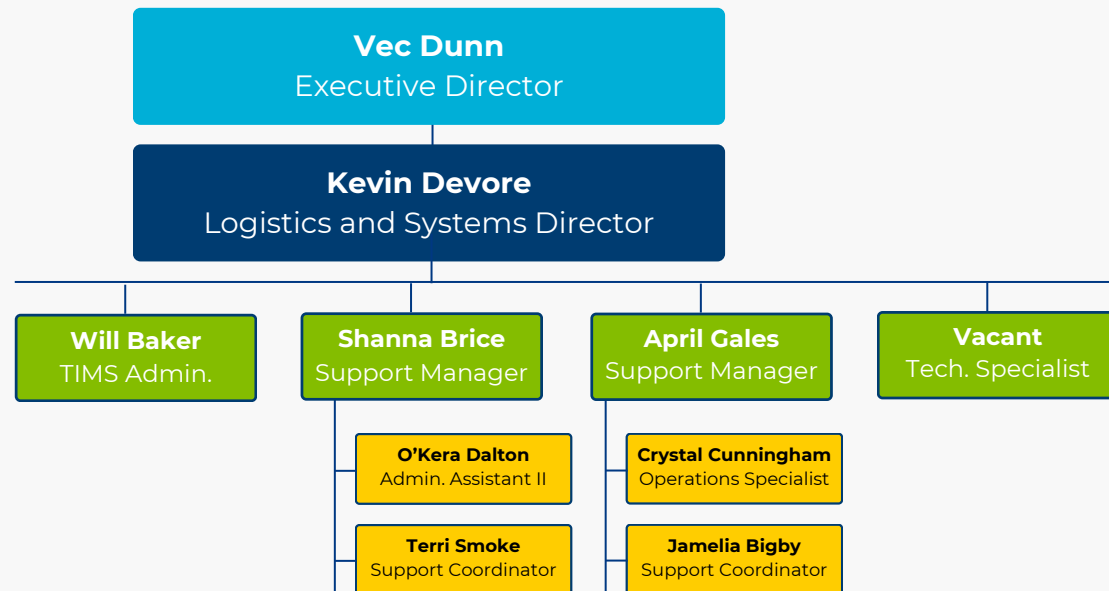 Vec Dunn
Executive Director
Kevin Devore
Logistics and Systems Director
Will Baker
TIMS Admin.
Shanna Brice
Support Manager
April Gales
Support Manager
Vacant
Tech. Specialist
O’Kera Dalton
Admin. Assistant II
Crystal Cunningham
Operations Specialist
Terri Smoke
Support Coordinator
Jamelia Bigby
Support Coordinator